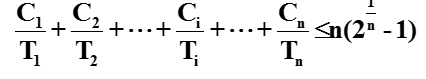 C₁/T₁ + C₂/T₂ + ··· + Cᵢ/Tᵢ + ··· + Cₙ/Tₙ ≤ n(2^(1/n) - 1)